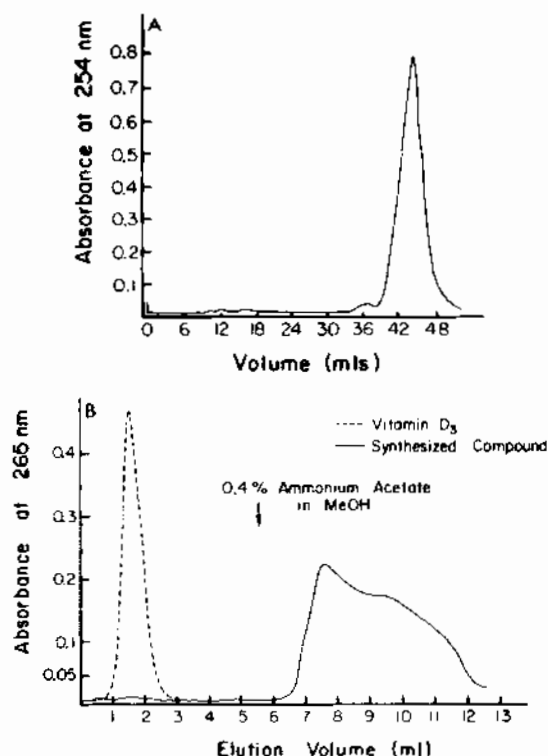 A
Absorbance at 254 nm
0.8
0.7
0.6
0.5
0.4
0.3
0.2
0.1
0 6 12 18 24 30 36 42 48
Volume (mls)
B
Absorbance at 265 nm
---- Vitamin D3
—— Synthesized Compound
0.4% Ammonium Acetate
in MeOH
0.4
0.3
0.2
0.1
0.05
1 2 3 4 5 6 7 8 9 10 11 12 13
Elution Volume (ml)